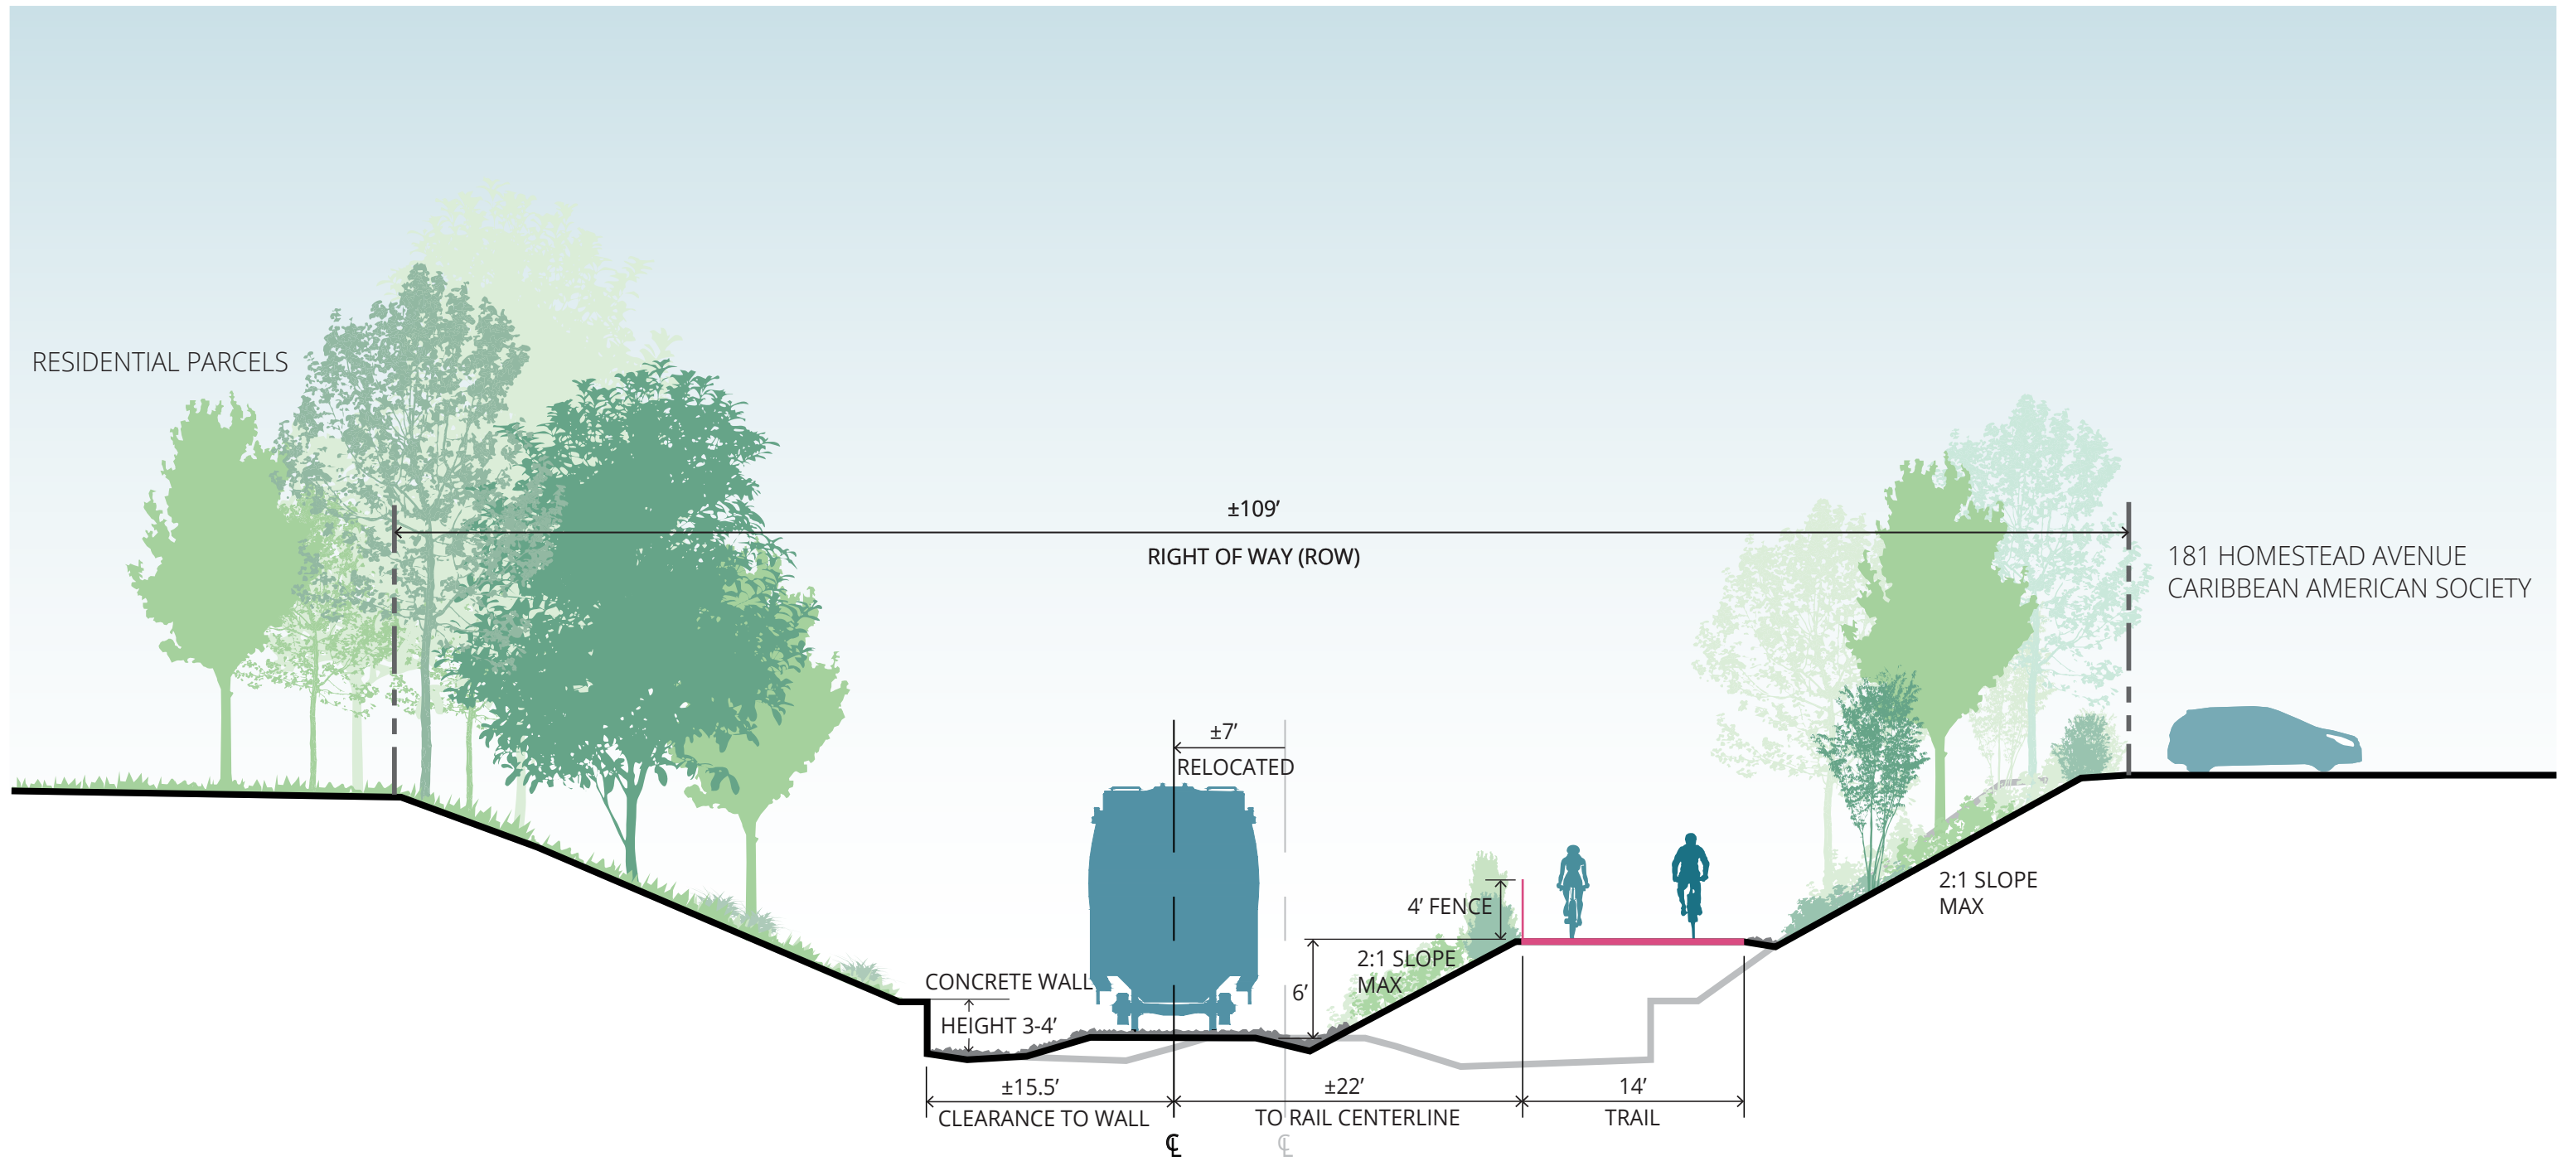 RESIDENTIAL PARCELS
±109’
RIGHT OF WAY (ROW)
181 HOMESTEAD AVENUE
CARIBBEAN AMERICAN SOCIETY
±7’
RELOCATED
4’ FENCE
2:1 SLOPE
MAX
2:1 SLOPE
MAX
6’
CONCRETE WALL
HEIGHT 3-4’
±15.5’
CLEARANCE TO WALL
±22’
TO RAIL CENTERLINE
14’
TRAIL
℄
℄